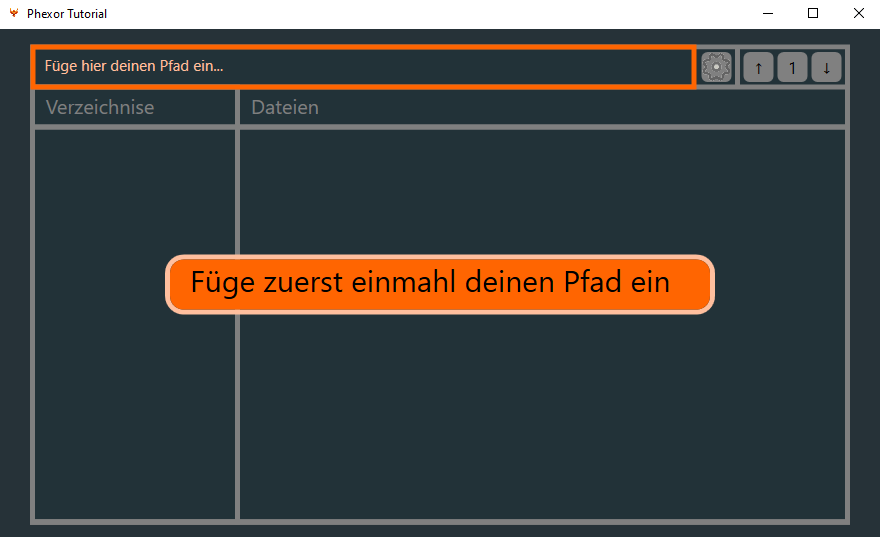 Phexor Tutorial
Füge hier deinen Pfad ein...
↑ 1 ↓
Verzeichnise
Dateien
Füge zuerst einmahl deinen Pfad ein